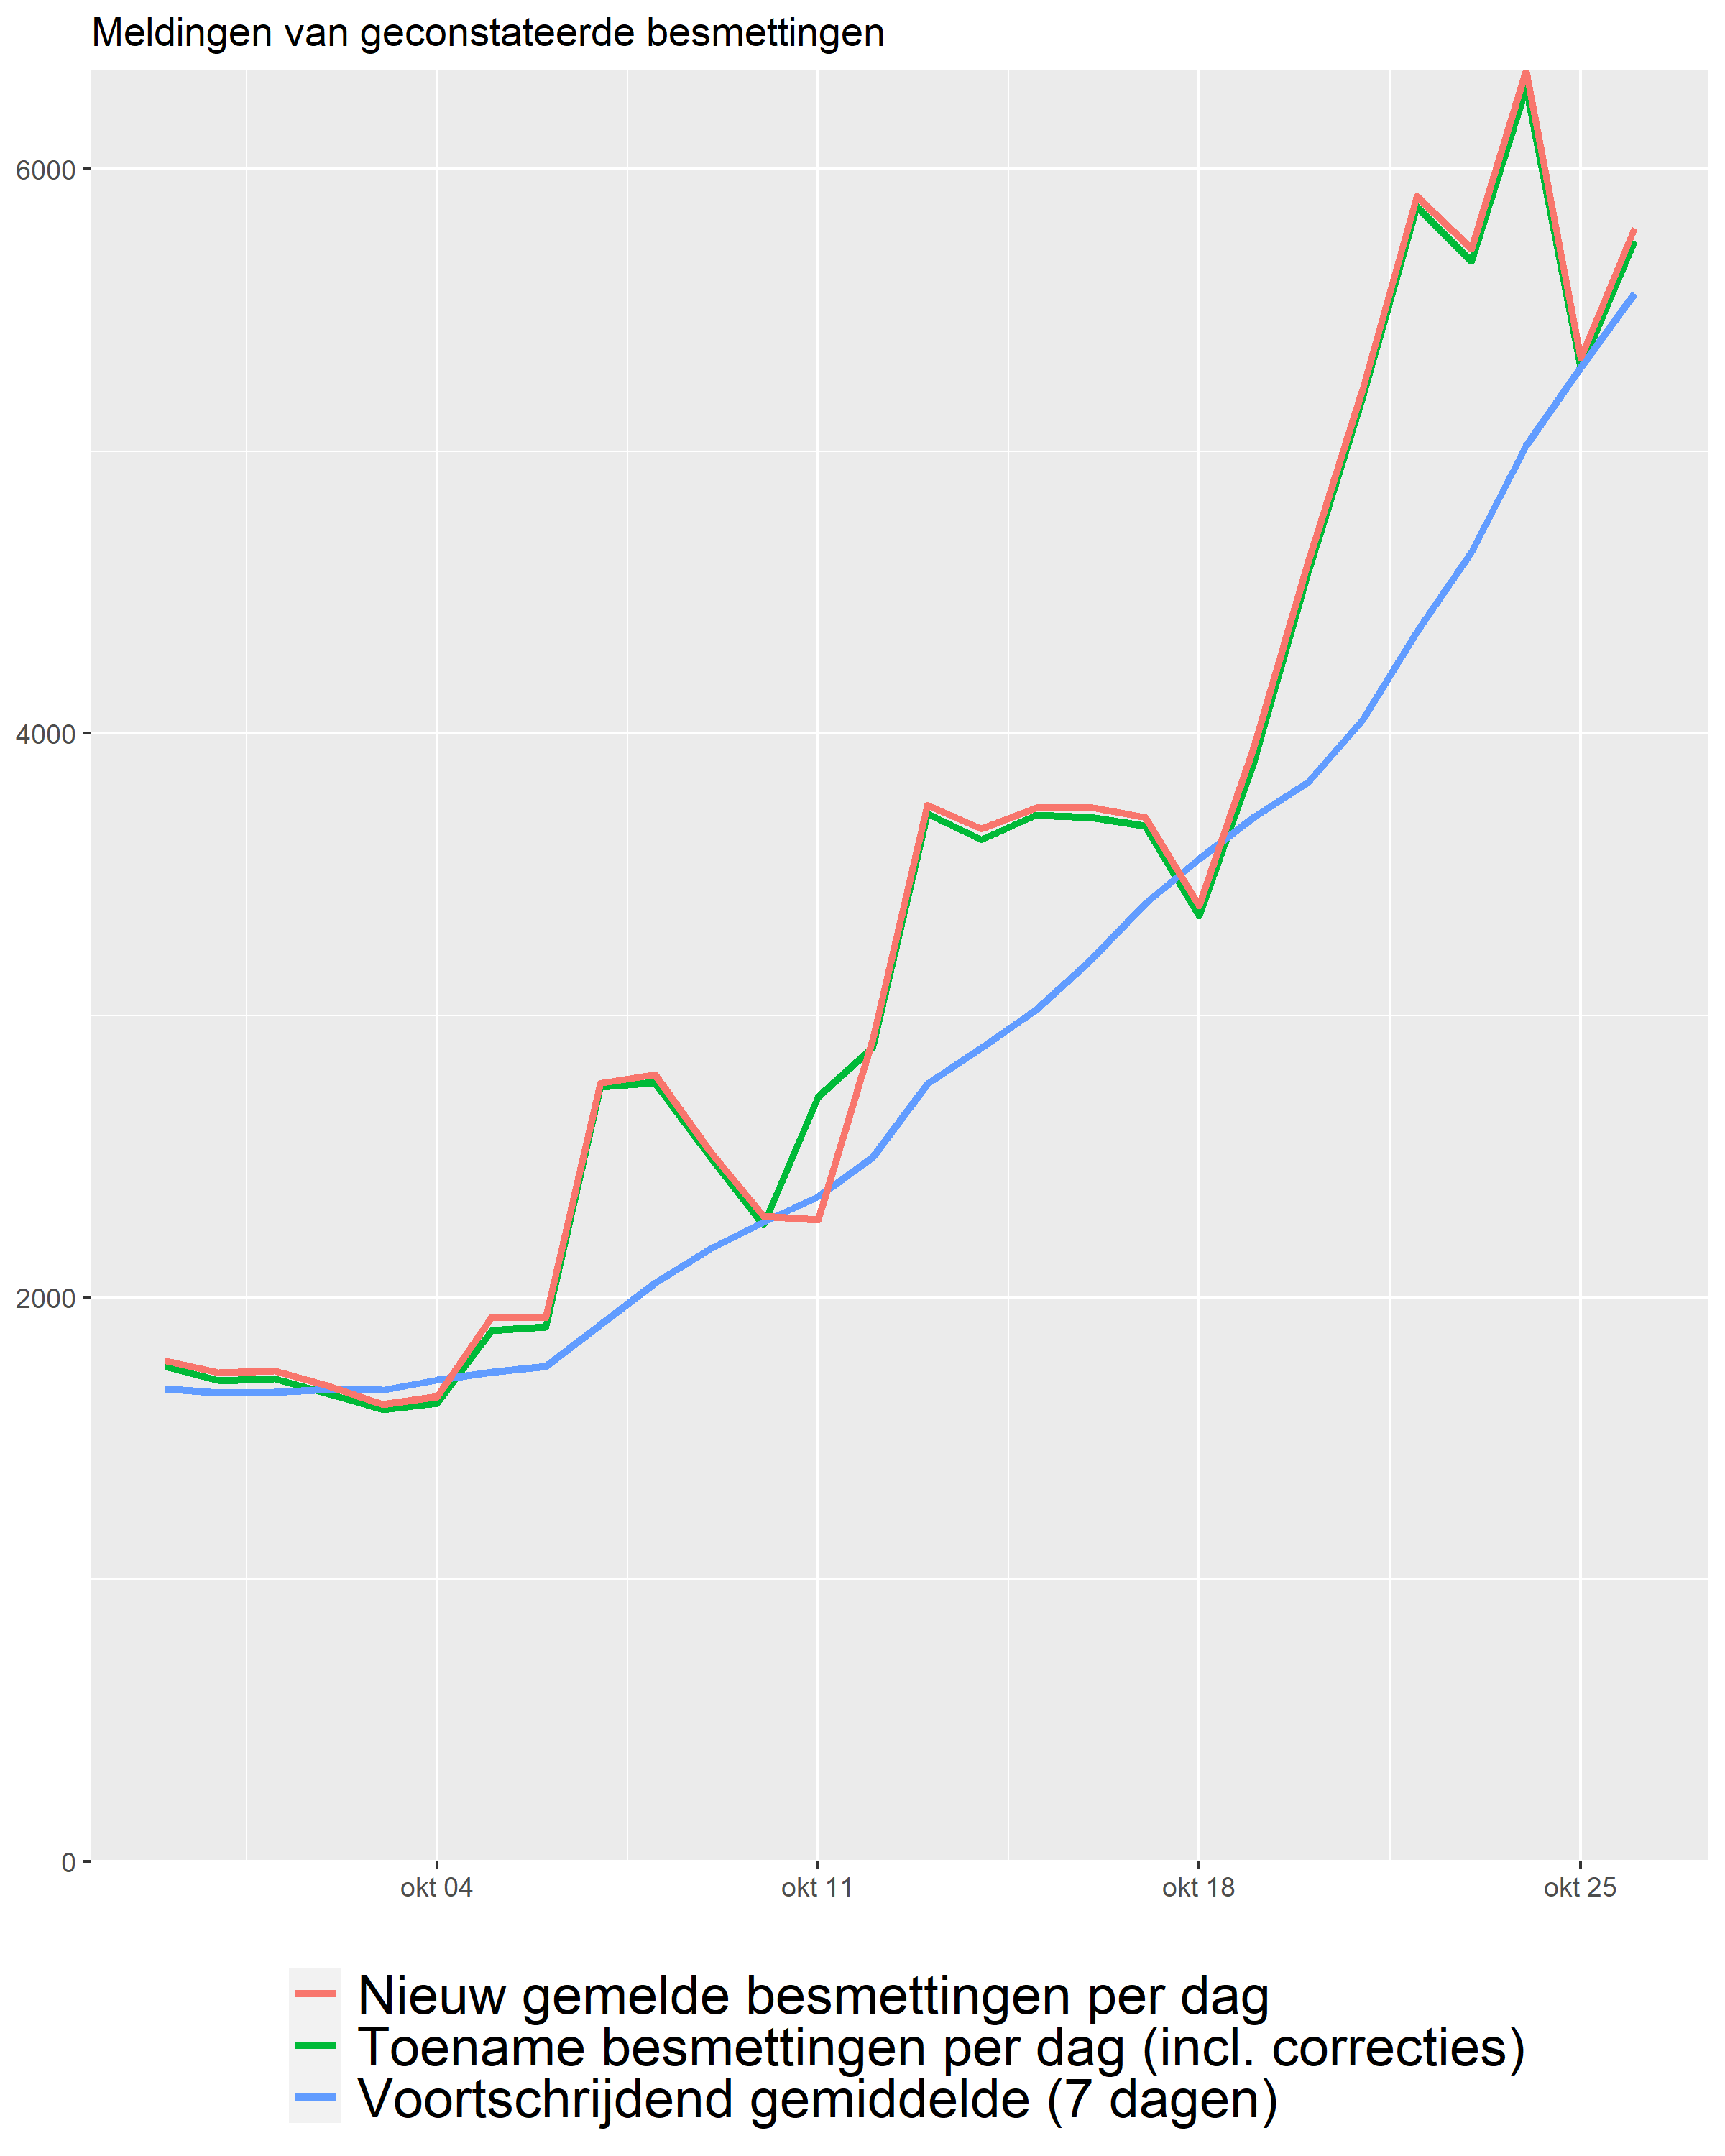 Meldingen van geconstateerde besmettingen
6000
4000
2000
0
okt 04
okt 11
okt 18
okt 25
Nieuw gemelde besmettingen per dag
Toename besmettingen per dag (incl. correcties)
Voortschrijdend gemiddelde (7 dagen)